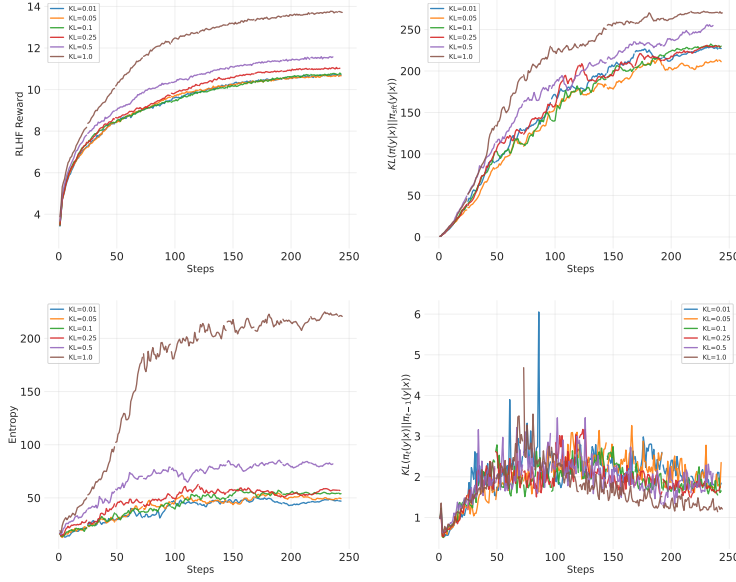 14
12
10
8
6
4
RLHF Reward
KL=0.01
KL=0.05
KL=0.1
KL=0.25
KL=0.5
KL=1.0
0 50 100 150 200 250
Steps
250
200
150
100
50
0
KL(π(y|x)||πsft(y|x))
KL=0.01
KL=0.05
KL=0.1
KL=0.25
KL=0.5
KL=1.0
0 50 100 150 200 250
Steps
200
150
100
50
Entropy
KL=0.01
KL=0.05
KL=0.1
KL=0.25
KL=0.5
KL=1.0
0 50 100 150 200 250
Steps
6
5
4
3
2
1
KL(πt(y|x)||πt−1(y|x))
KL=0.01
KL=0.05
KL=0.1
KL=0.25
KL=0.5
KL=1.0
0 50 100 150 200 250
Steps